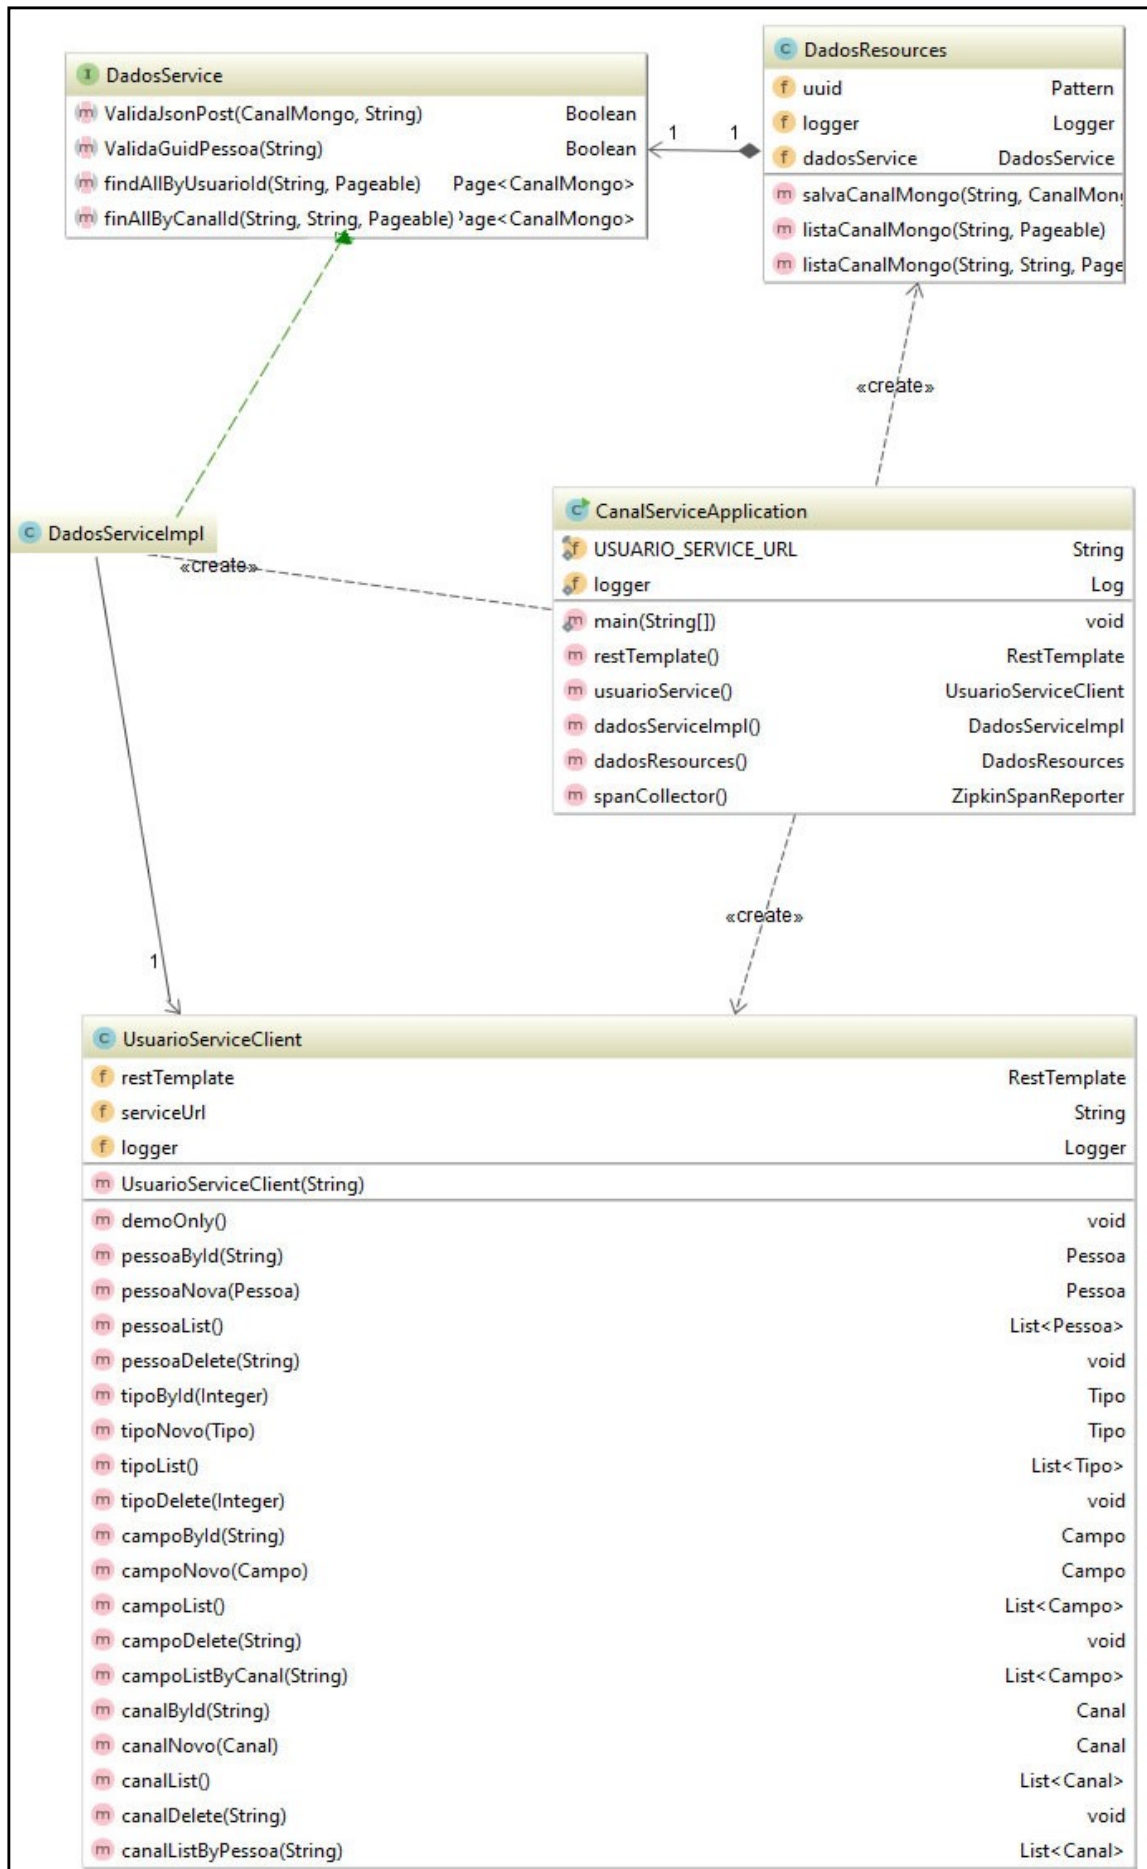 DadosService
ValidaJsonPost(CanalMongo, String) Boolean
ValidaGuidPessoa(String) Boolean
findAllByUsuarioId(String, Pageable) Page<CanalMongo>
finAllByCanalId(String, String, Pageable) Page<CanalMongo>
1 1
DadosResources
uuid Pattern
logger Logger
dadosService DadosService
salvaCanalMongo(String, CanalMon
listaCanalMongo(String, Pageable)
listaCanalMongo(String, String, Page
«create»
DadosServiceImpl
«create»
CanalServiceApplication
USUARIO_SERVICE_URL String
logger Log
main(String[]) void
restTemplate() RestTemplate
usuarioService() UsuarioServiceClient
dadosServiceImpl() DadosServiceImpl
dadosResources() DadosResources
spanCollector() ZipkinSpanReporter
«create»
1
UsuarioServiceClient
restTemplate RestTemplate
serviceUrl String
logger Logger
UsuarioServiceClient(String)
demoOnly() void
pessoaById(String) Pessoa
pessoaNova(Pessoa) Pessoa
pessoaList() List<Pessoa>
pessoaDelete(String) void
tipoById(Integer) Tipo
tipoNovo(Tipo) Tipo
tipoList() List<Tipo>
tipoDelete(Integer) void
campoById(String) Campo
campoNovo(Campo) Campo
campoList() List<Campo>
campoDelete(String) void
campoListByCanal(String) List<Campo>
canalById(String) Canal
canalNovo(Canal) Canal
canalList() List<Canal>
canalDelete(String) void
canalListByPessoa(String) List<Canal>